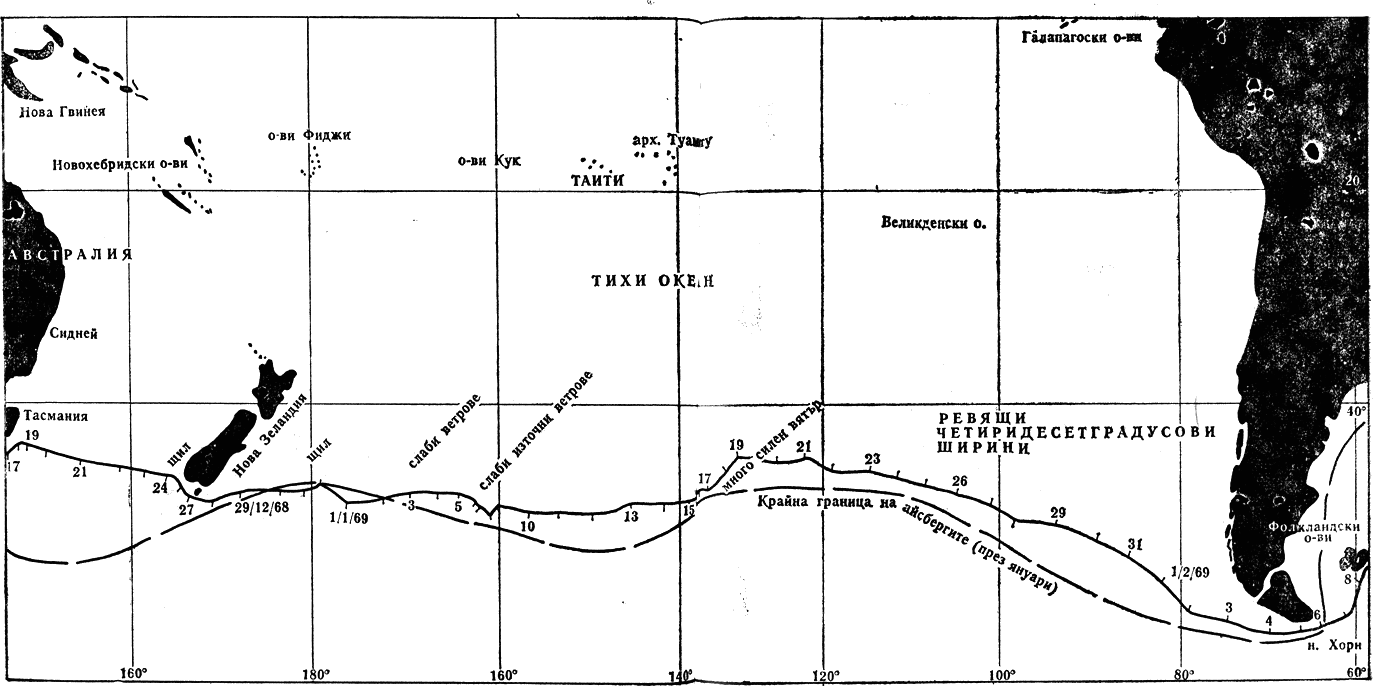 Галапагоски о-ви
Нова Гвинея
о-ви Фиджи
Новохебридски о-ви
о-ви Кук
арх. Туамту
ТАИТИ
20
Великденски о.
АВСТРАЛИЯ
ТИХИ ОКЕАН
Сидней
Тасмания
Нова Зеландия
щил
щил
слаби ветрове
слаби източни ветрове
много силен вятър
40°
РЕВЯЩИ
ЧЕТИРИДЕСЕТГРАДУСОВИ
ШИРИНИ
17
19
21
24
27
29/12/68
1/1/69
3
5
10
13
15
17
19
21
23
26
29
31
1/2/69
3
4
6
8
Крайна граница на айсбергите (през януари)
Фолкландски
о-ви
н. Хорн
160°
180°
160°
140°
120°
100°
80°
60°